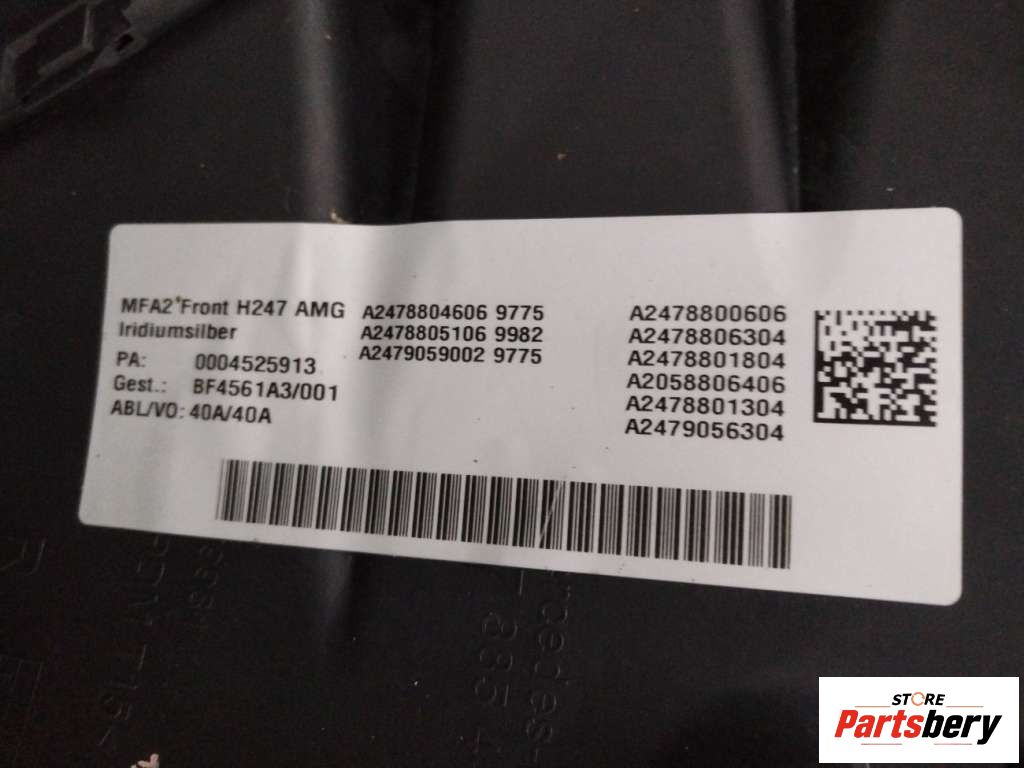 MFA2 Front H247 AMG
Iridiumsilber
PA: 0004525913
Gest.: BF4561A3/001
ABL/VO: 40A/40A
A2478804606 9775
A2478805106 9982
A2479059002 9775
A2478800606
A2478806304
A2478801804
A2058806406
A2478801304
A2479056304
STORE
Partsbery